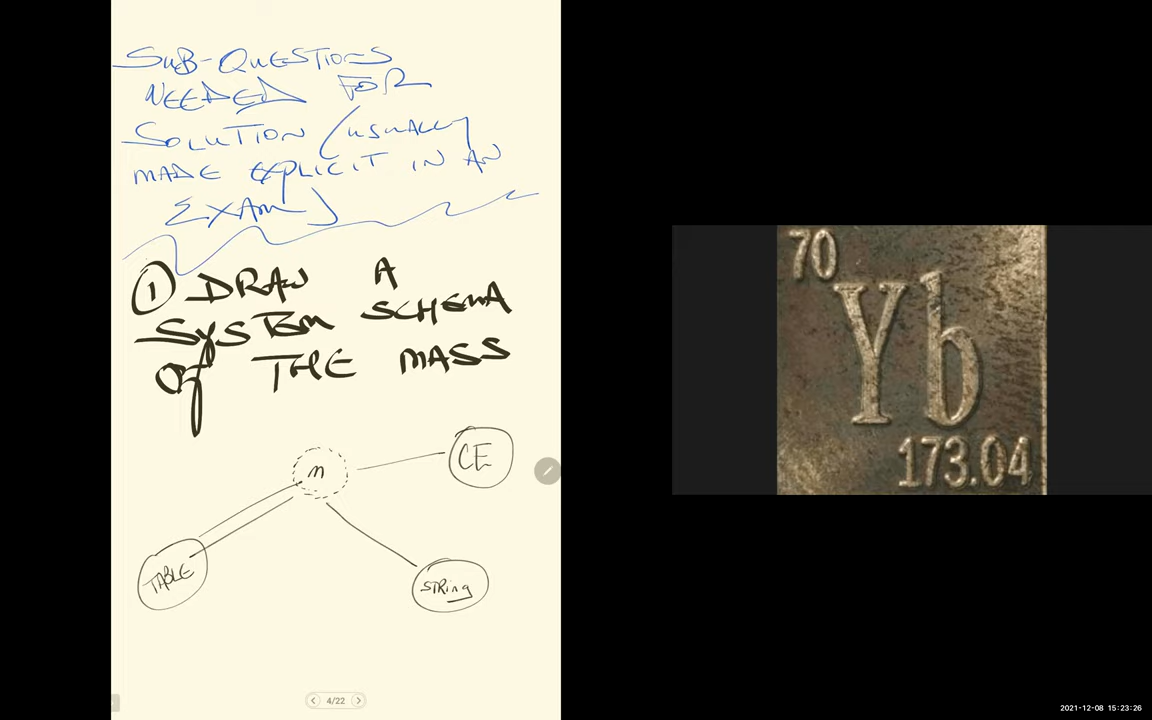 SUB-QUESTIONS
NEEDED FOR
SOLUTION (USUALLY
MADE EXPLICIT IN AN
EXAM)
① DRAW A
SYSTEM SCHEMA
OF THE MASS
m
CE
TABLE
STRing
4/22
70
Yb
173.04
2021-12-08 15:23:26